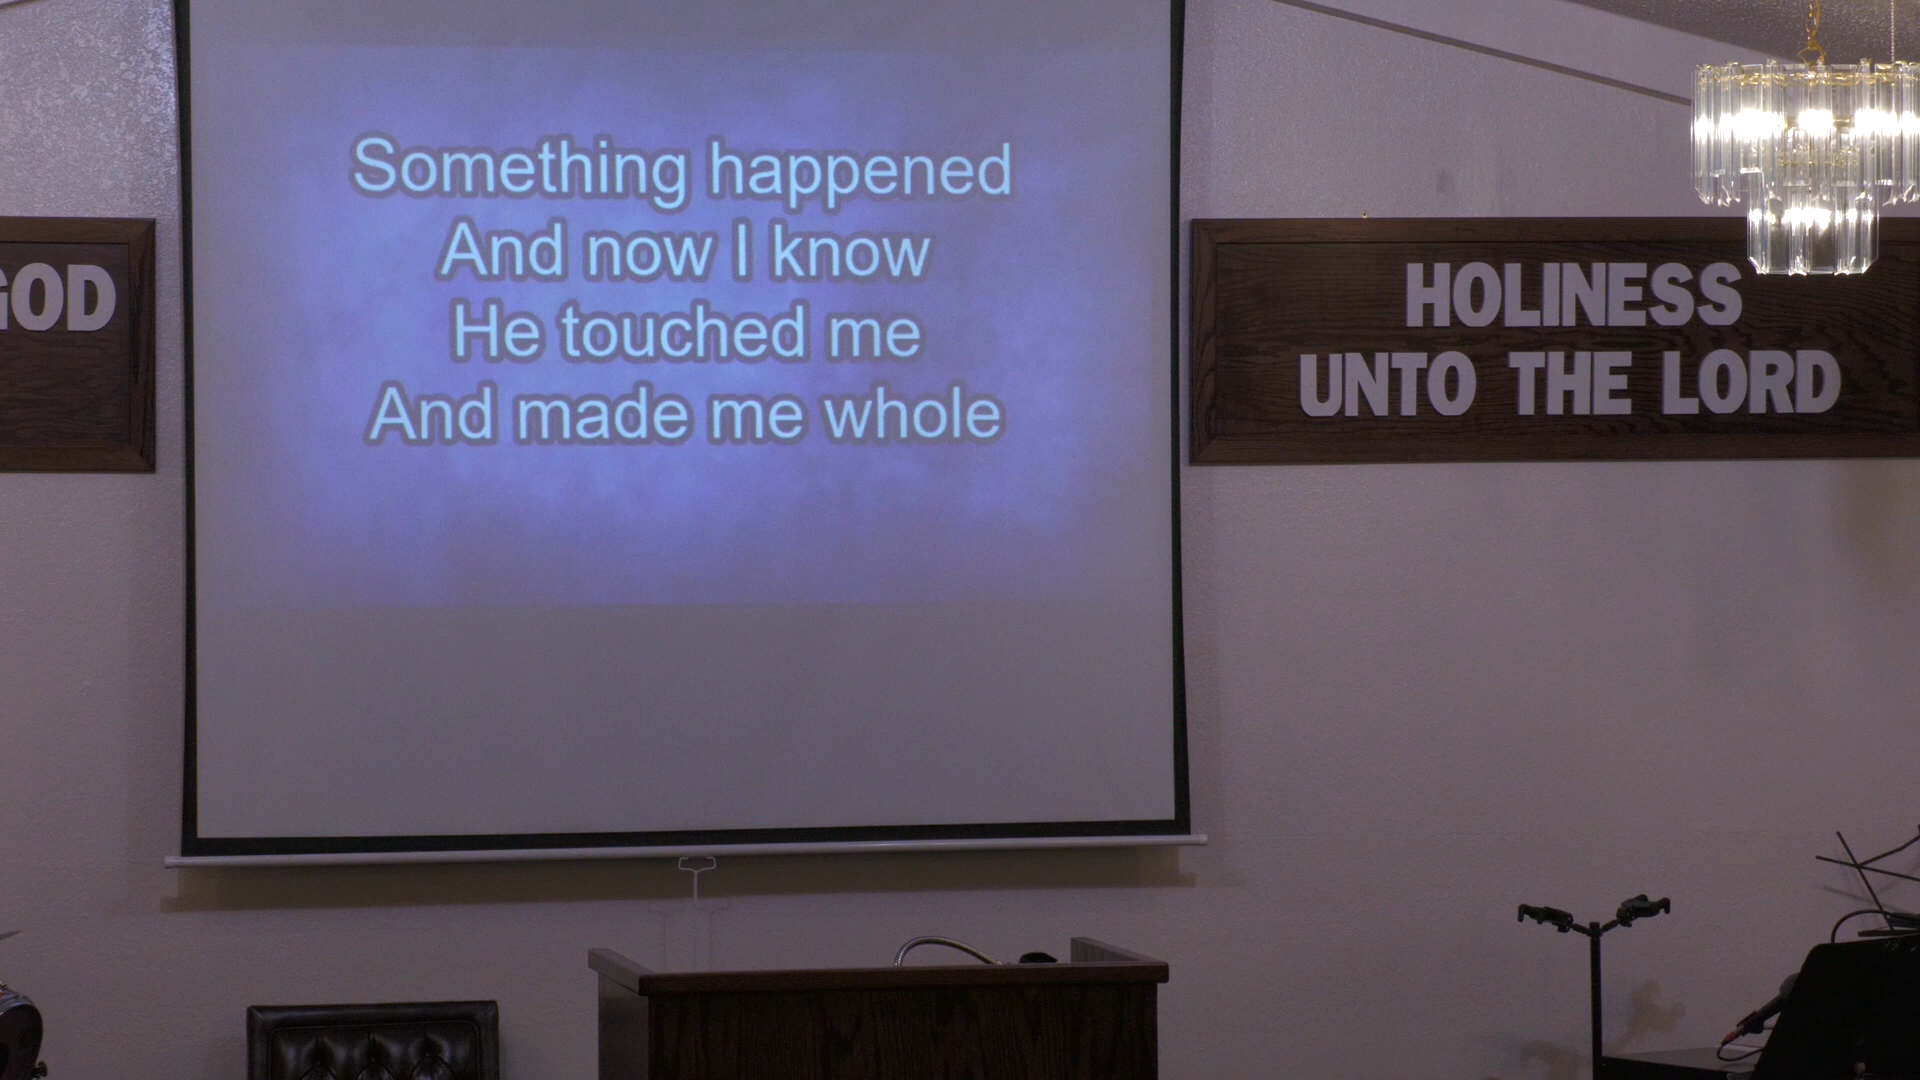 Something happened
And now I know
He touched me
And made me whole
GOD
HOLINESS
UNTO THE LORD